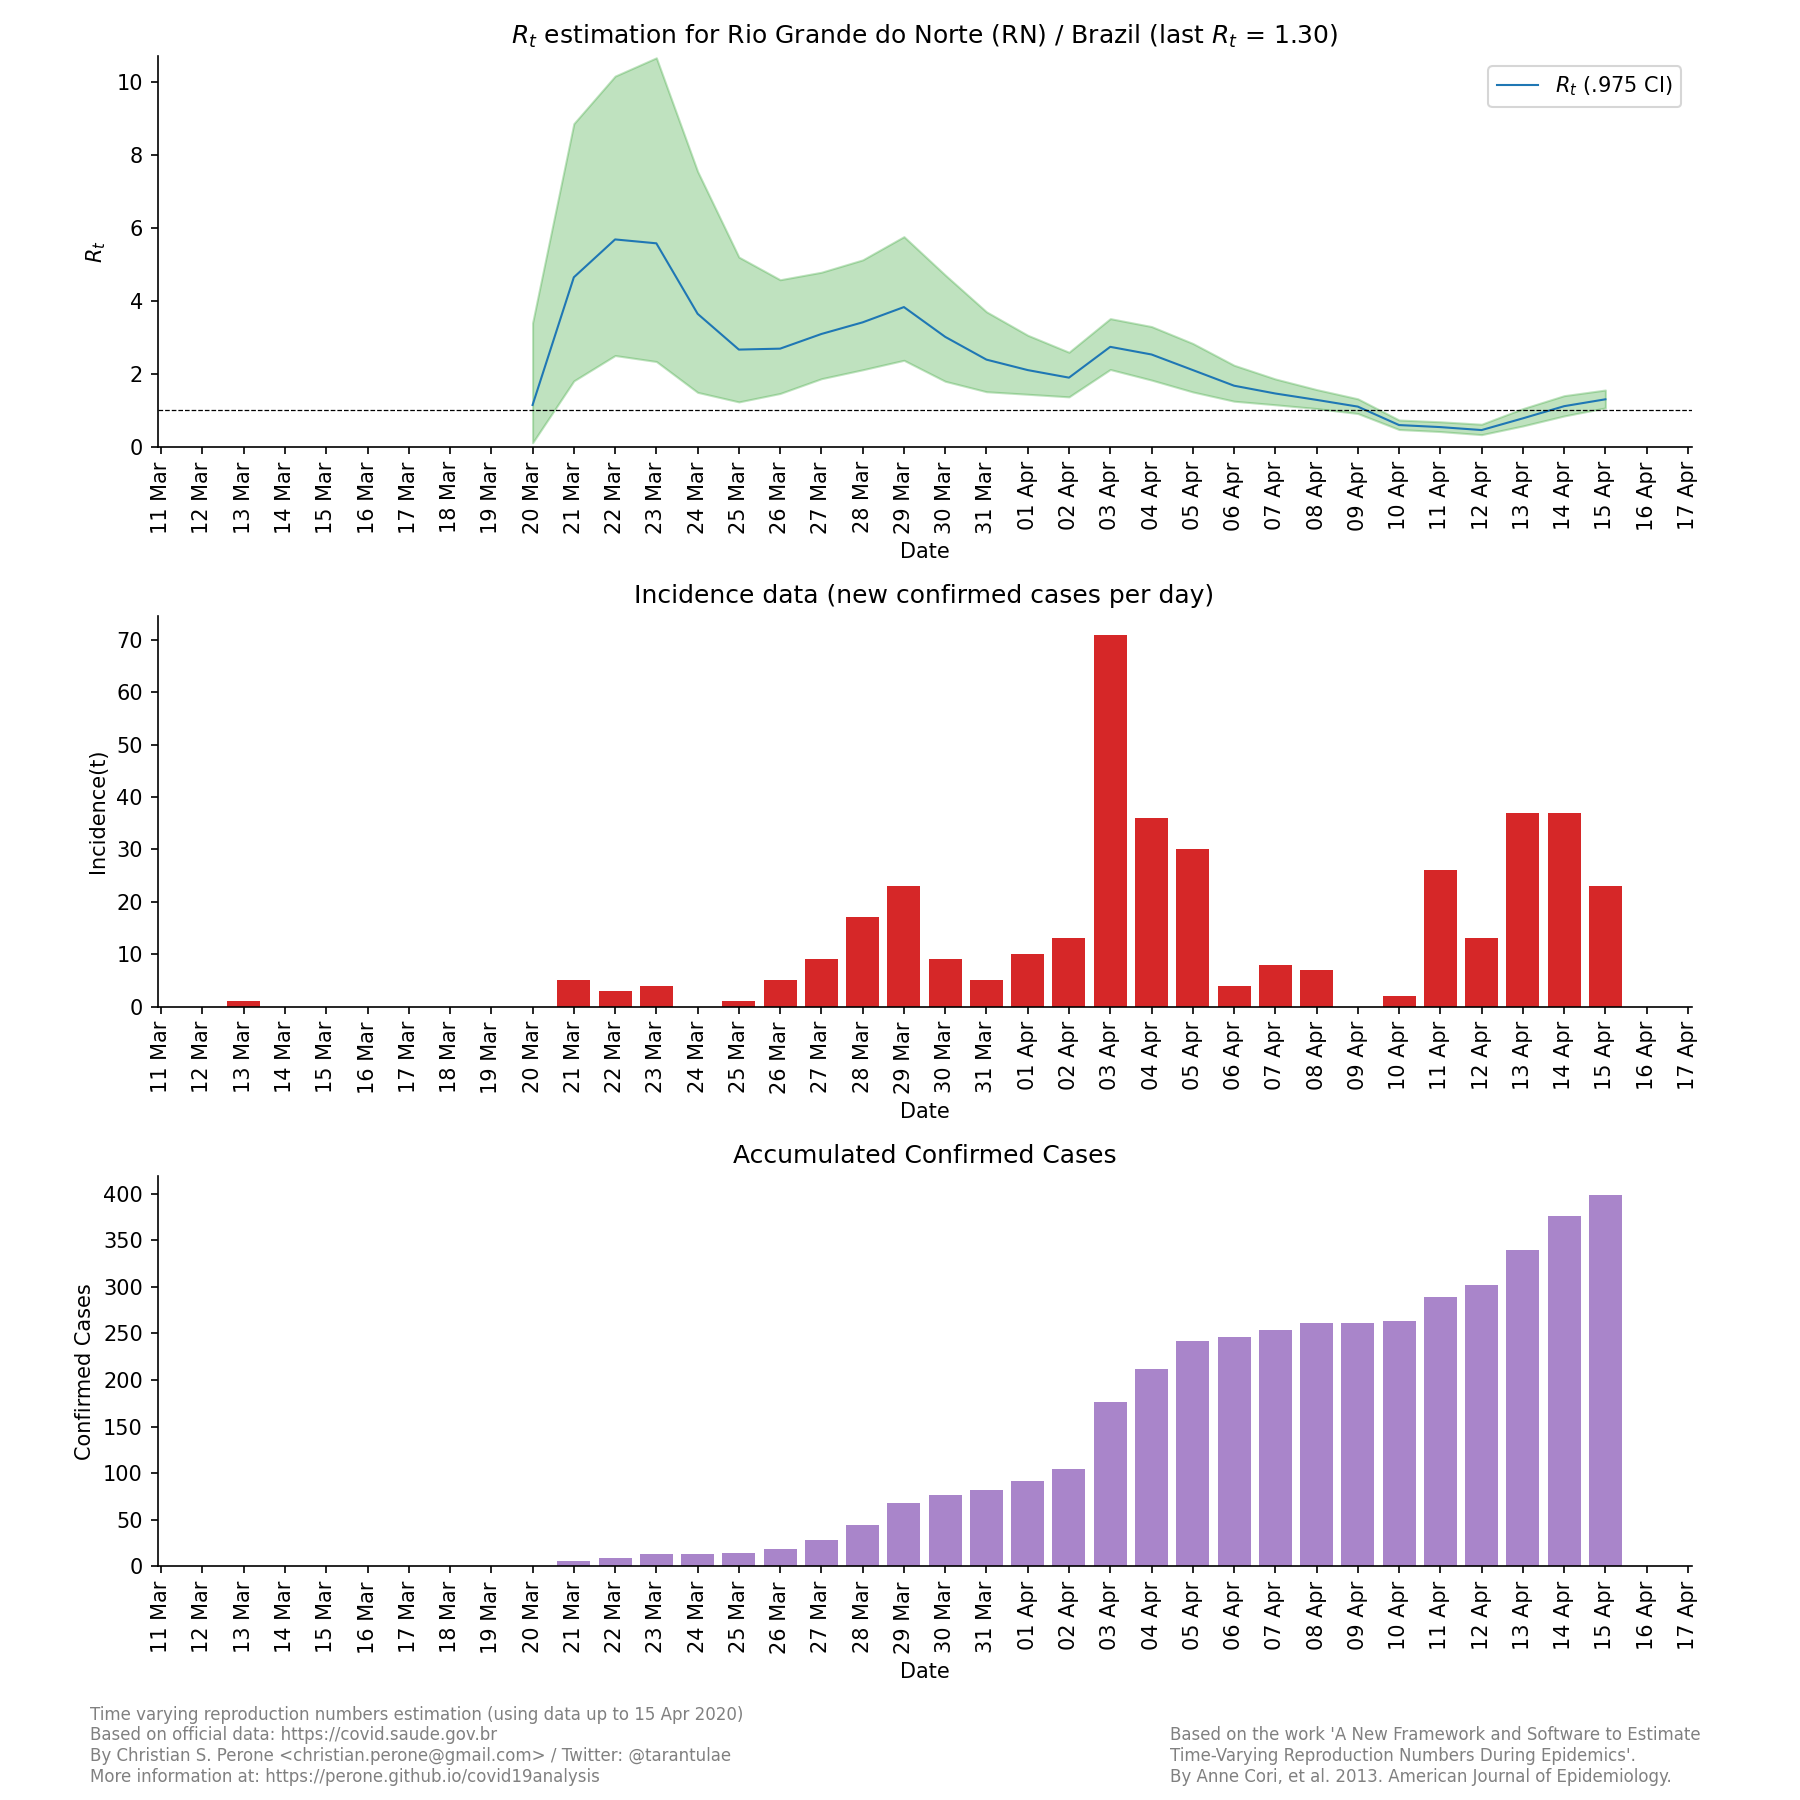 Rt estimation for Rio Grande do Norte (RN) / Brazil (last Rt = 1.30)
Rt (.975 CI)
10
8
6
4
2
0
Rt
11 Mar 12 Mar 13 Mar 14 Mar 15 Mar 16 Mar 17 Mar 18 Mar 19 Mar 20 Mar 21 Mar 22 Mar 23 Mar 24 Mar 25 Mar 26 Mar 27 Mar 28 Mar 29 Mar 30 Mar 31 Mar 01 Apr 02 Apr 03 Apr 04 Apr 05 Apr 06 Apr 07 Apr 08 Apr 09 Apr 10 Apr 11 Apr 12 Apr 13 Apr 14 Apr 15 Apr 16 Apr 17 Apr
Date
Incidence data (new confirmed cases per day)
70
60
50
40
30
20
10
0
Incidence(t)
11 Mar 12 Mar 13 Mar 14 Mar 15 Mar 16 Mar 17 Mar 18 Mar 19 Mar 20 Mar 21 Mar 22 Mar 23 Mar 24 Mar 25 Mar 26 Mar 27 Mar 28 Mar 29 Mar 30 Mar 31 Mar 01 Apr 02 Apr 03 Apr 04 Apr 05 Apr 06 Apr 07 Apr 08 Apr 09 Apr 10 Apr 11 Apr 12 Apr 13 Apr 14 Apr 15 Apr 16 Apr 17 Apr
Date
Accumulated Confirmed Cases
400
350
300
250
200
150
100
50
0
Confirmed Cases
11 Mar 12 Mar 13 Mar 14 Mar 15 Mar 16 Mar 17 Mar 18 Mar 19 Mar 20 Mar 21 Mar 22 Mar 23 Mar 24 Mar 25 Mar 26 Mar 27 Mar 28 Mar 29 Mar 30 Mar 31 Mar 01 Apr 02 Apr 03 Apr 04 Apr 05 Apr 06 Apr 07 Apr 08 Apr 09 Apr 10 Apr 11 Apr 12 Apr 13 Apr 14 Apr 15 Apr 16 Apr 17 Apr
Date
Time varying reproduction numbers estimation (using data up to 15 Apr 2020)
Based on official data: https://covid.saude.gov.br
By Christian S. Perone <christian.perone@gmail.com> / Twitter: @tarantulae
More information at: https://perone.github.io/covid19analysis
Based on the work 'A New Framework and Software to Estimate
Time-Varying Reproduction Numbers During Epidemics'.
By Anne Cori, et al. 2013. American Journal of Epidemiology.